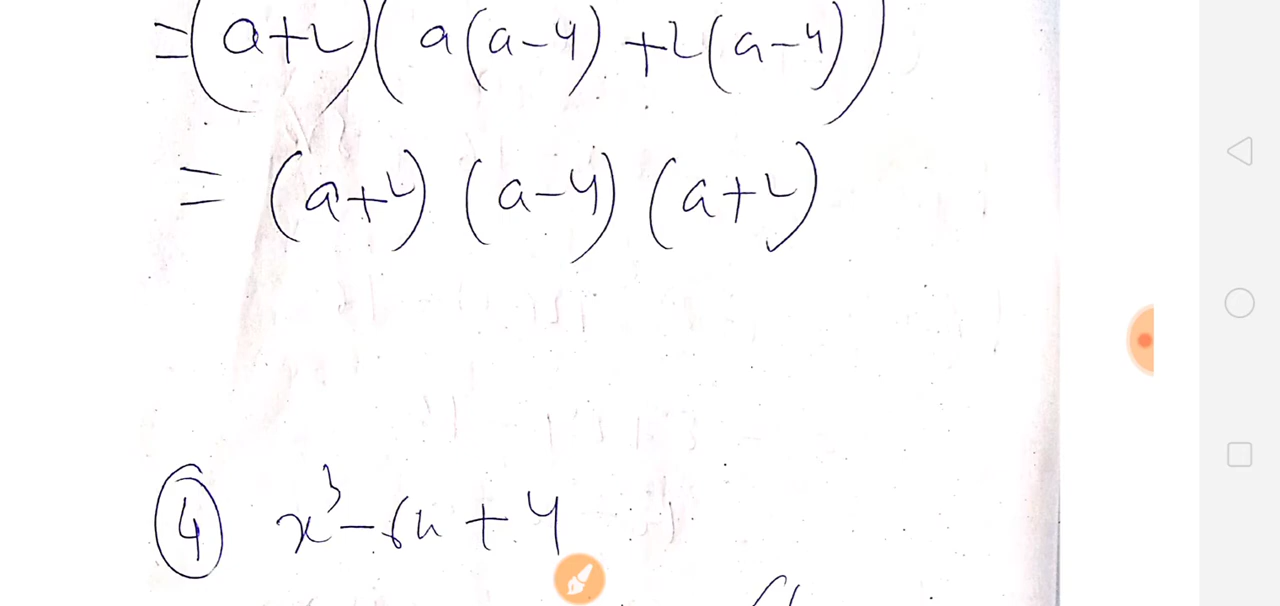 =(a+2)(a(a-4)+2(a-4))
= (a+2) (a-4) (a+2)
④ x³-6x+4